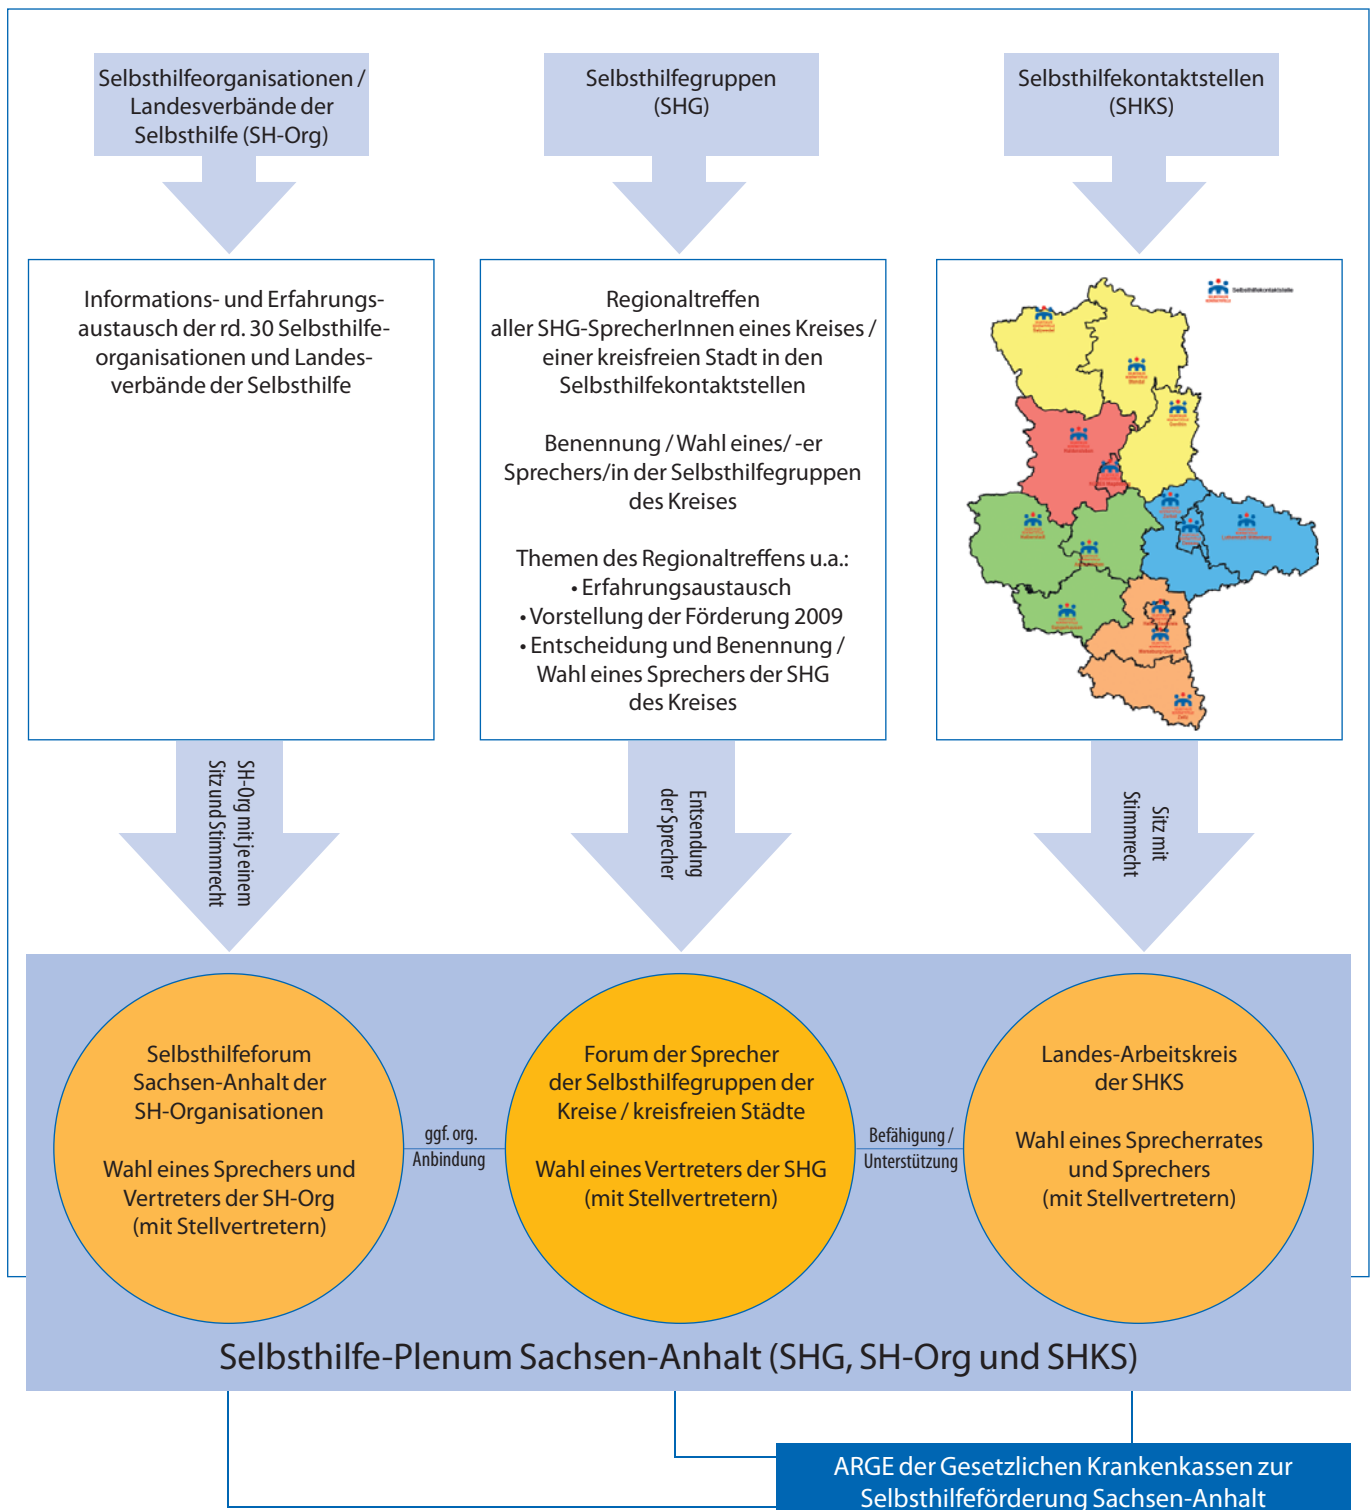 Selbsthilfeorganisationen /
Landesverbände der
Selbsthilfe (SH-Org)
Selbsthilfegruppen
(SHG)
Selbsthilfekontaktstellen
(SHKS)
Informations- und Erfahrungs-
austausch der rd. 30 Selbsthilfe-
organisationen und Landes-
verbände der Selbsthilfe
Regionaltreffen
aller SHG-SprecherInnen eines Kreises /
einer kreisfreien Stadt in den
Selbsthilfekontaktstellen
Benennung / Wahl eines/ -er
Sprechers/in der Selbsthilfegruppen
des Kreises
Themen des Regionaltreffens u.a.:
• Erfahrungsaustausch
• Vorstellung der Förderung 2009
• Entscheidung und Benennung /
Wahl eines Sprechers der SHG
des Kreises
Selbsthilfekontaktstelle
SH-Org mit je einem
Sitz und Stimmrecht
Entsendung
der Sprecher
Sitz mit
Stimmrecht
Selbsthilfeforum
Sachsen-Anhalt der
SH-Organisationen
Wahl eines Sprechers und
Vertreters der SH-Org
(mit Stellvertretern)
ggf. org.
Anbindung
Forum der Sprecher
der Selbsthilfegruppen der
Kreise / kreisfreien Städte
Wahl eines Vertreters der SHG
(mit Stellvertretern)
Befähigung /
Unterstützung
Landes-Arbeitskreis
der SHKS
Wahl eines Sprecherrates
und Sprechers
(mit Stellvertretern)
Selbsthilfe-Plenum Sachsen-Anhalt (SHG, SH-Org und SHKS)
ARGE der Gesetzlichen Krankenkassen zur
Selbsthilfeförderung Sachsen-Anhalt